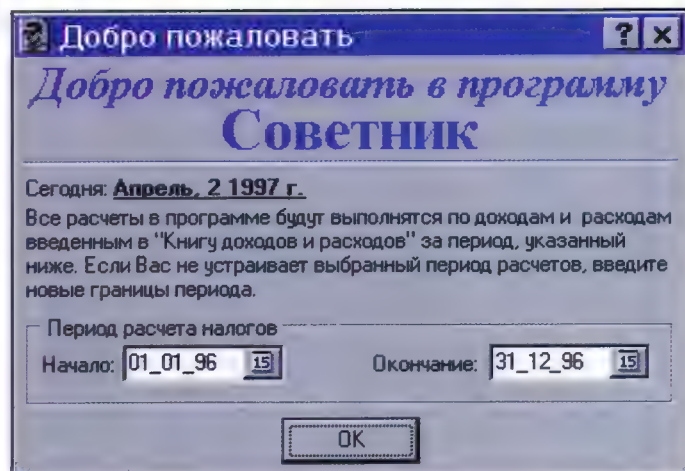 Добро пожаловать
Добро пожаловать в программу
Советник
Сегодня: Апрель, 2 1997 г.
Все расчеты в программе будут выполнятся по доходам и расходам
введенным в "Книгу доходов и расходов" за период, указанный
ниже. Если Вас не устраивает выбранный период расчетов, введите
новые границы периода.
Период расчета налогов
Начало: 01_01_96 15 Окончание: 31_12_96 15
OK